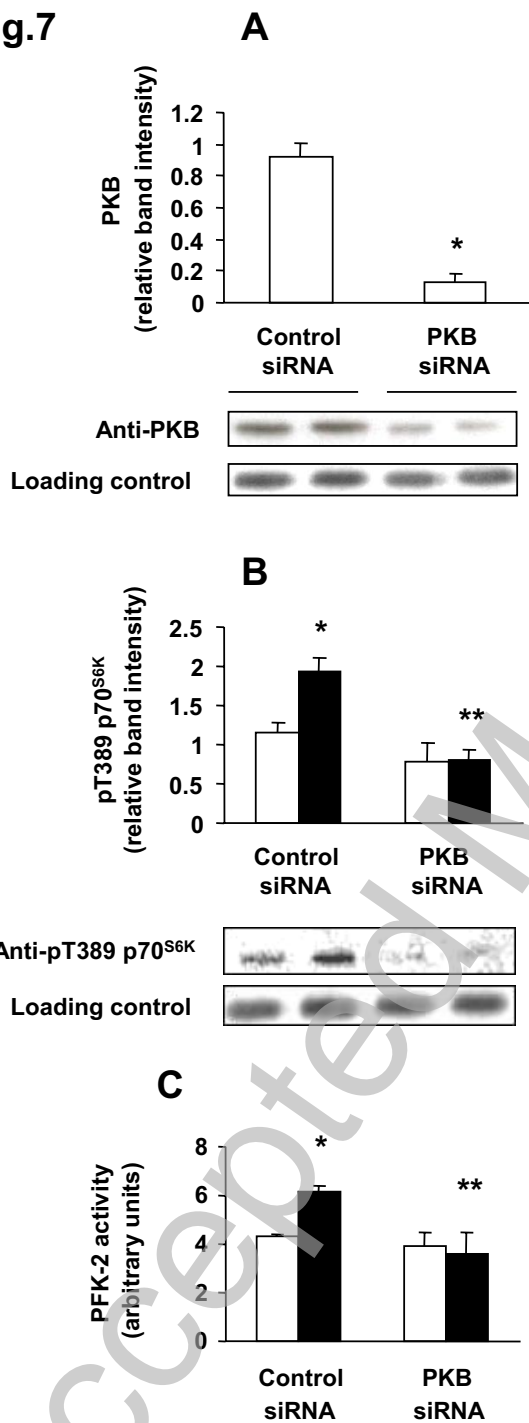 g.7
A
PKB
(relative band intensity)
1.2
1
0.8
0.6
0.4
0.2
0
*
Control siRNA
PKB siRNA
Anti-PKB
Loading control
B
pT389 p70S6K
(relative band intensity)
2.5
2
1.5
1
0.5
0
*
**
Control siRNA
PKB siRNA
Anti-pT389 p70S6K
Loading control
C
PFK-2 activity
(arbitrary units)
8
6
4
2
0
*
**
Control siRNA
PKB siRNA
ccepted M